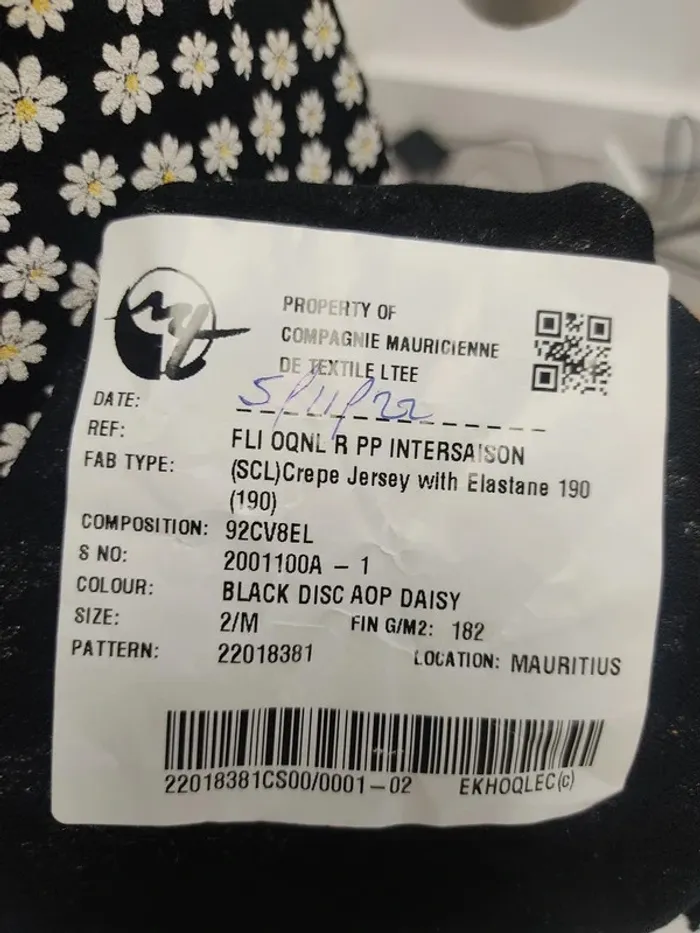 PROPERTY OF
COMPAGNIE MAURICIENNE
DE TEXTILE LTEE
DATE: 5/11/22
REF: FLI OQNL R PP INTERSAISON
FAB TYPE: (SCL)Crepe Jersey with Elastane 190
(190)
COMPOSITION: 92CV8EL
S NO: 2001100A - 1
COLOUR: BLACK DISC AOP DAISY
SIZE: 2/M FIN G/M2: 182
PATTERN: 22018381 LOCATION: MAURITIUS
22018381CS00/0001-02 EKHOQLEC(c)